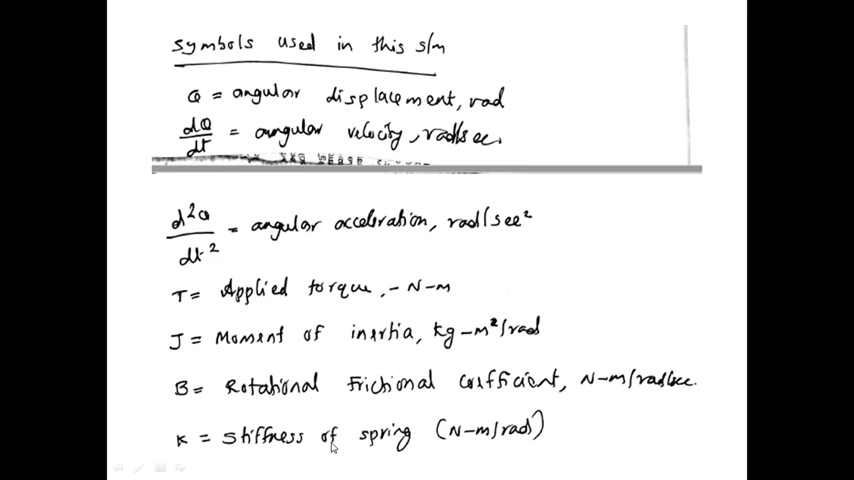 symbols used in this s/m
θ = angular displacement, rad
dθ/dt = angular velocity, rad/sec.
d²θ/dt² = angular acceleration, rad/sec²
T = Applied torque, - N-m
J = Moment of inertia, kg-m²/rad
B = Rotational Frictional coefficient, N-m/rad/sec.
K = Stiffness of spring (N-m/rad)